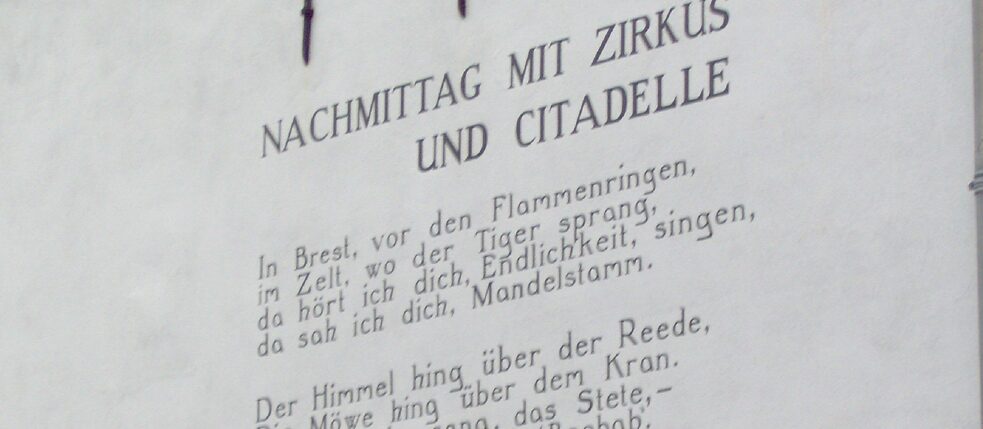 NACHMITTAG MIT ZIRKUS
UND CITADELLE
In Brest, vor den Flammenringen,
im Zelt, wo der Tiger sprang,
da hört ich dich, Endlichkeit, singen,
da sah ich dich, Mandelstamm.
Der Himmel hing über der Reede,
Möwe hing über dem Kran.
das Stete,–